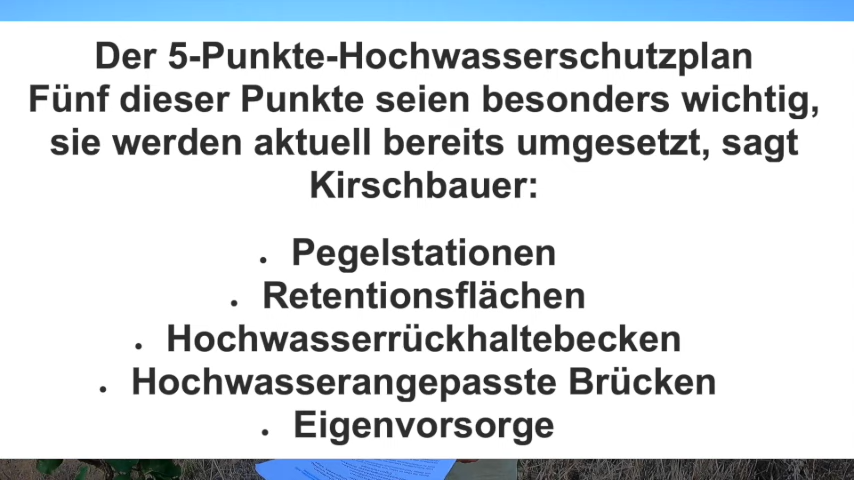 Der 5-Punkte-Hochwasserschutzplan
Fünf dieser Punkte seien besonders wichtig,
sie werden aktuell bereits umgesetzt, sagt
Kirschbauer:
• Pegelstationen
• Retentionsflächen
• Hochwasserrückhaltebecken
• Hochwasserangepasste Brücken
• Eigenvorsorge